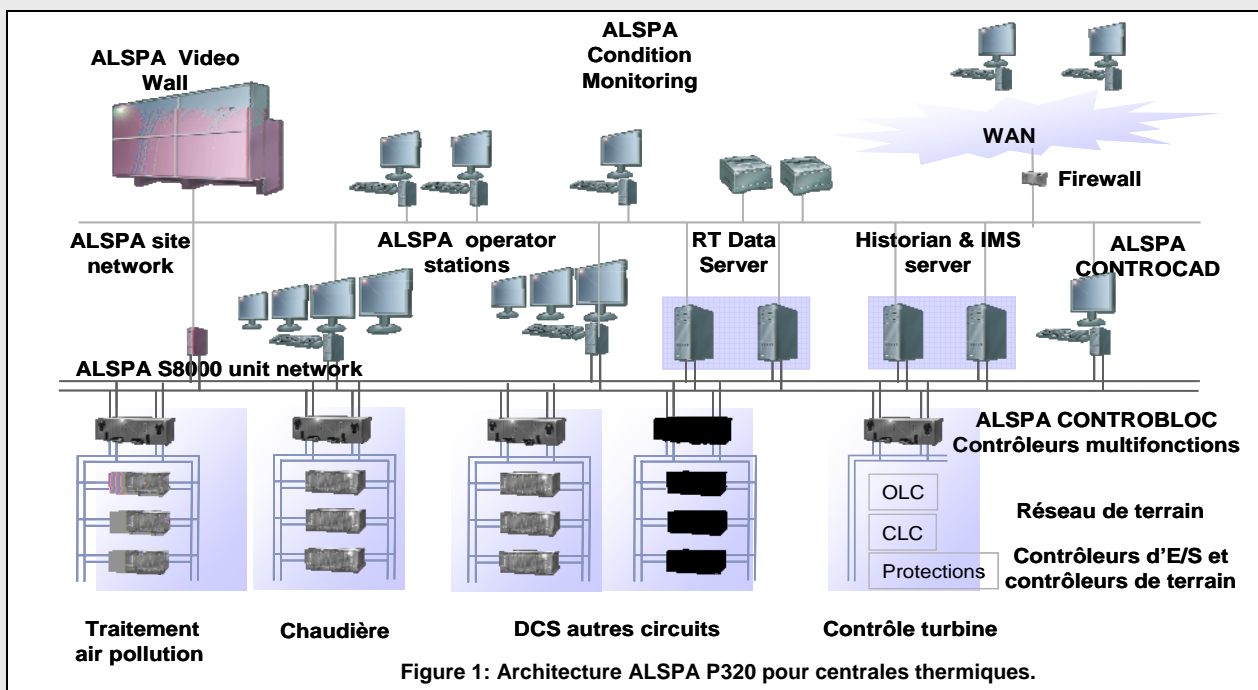 ALSPA Video
Wall
ALSPA
Condition
Monitoring
WAN
Firewall
ALSPA site
network
ALSPA operator
stations
RT Data
Server
Historian & IMS
server
ALSPA
CONTROCAD
ALSPA S8000 unit network
ALSPA CONTROBLOC
Contrôleurs multifonctions
OLC
CLC
Protections
Réseau de terrain
Contrôleurs d'E/S et
contrôleurs de terrain
Traitement
air pollution
Chaudière
DCS autres circuits
Contrôle turbine
Figure 1: Architecture ALSPA P320 pour centrales thermiques.